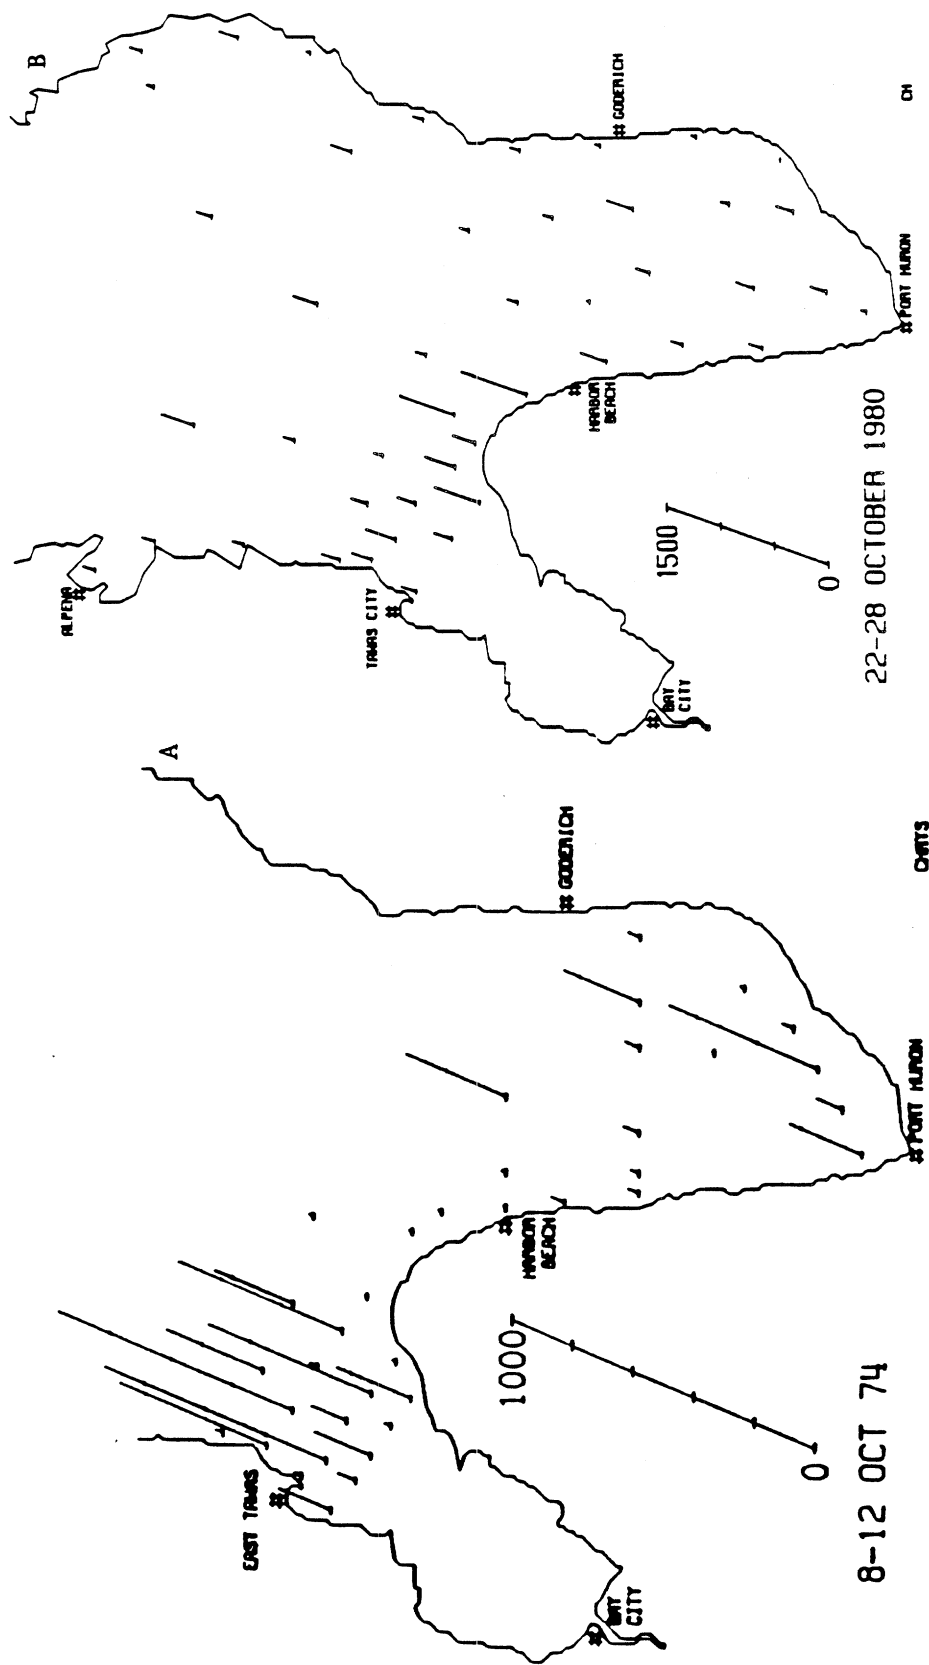 B
ALPENA
TAWAS CITY
BAY
CITY
HARBOR
BEACH
GODERICH
PORT HURON
1500
0
22-28 OCTOBER 1980
CH
A
EAST TAWAS
BAY
CITY
HARBOR
BEACH
GODERICH
PORT HURON
1000
0
8-12 OCT 74
CHRYS